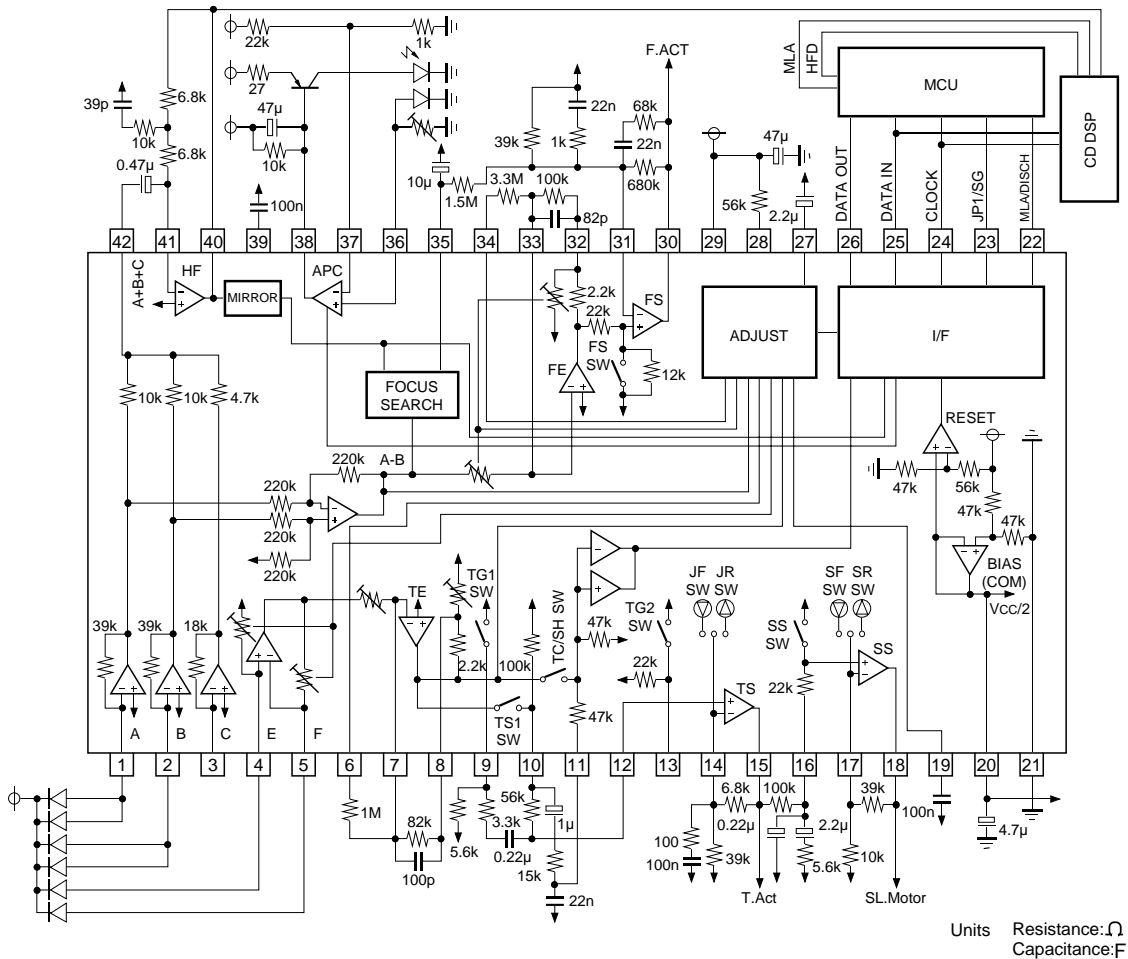 22k
1k
F.ACT
MLA
HFD
MCU
CD DSP
27
39p
6.8k
47μ
22n
68k
10k
10k
39k
1k
22n
47μ
6.8k
0.47μ
100n
10μ
1.5M
3.3M
100k
680k
82p
56k
2.2μ
DATA OUT
DATA IN
CLOCK
JP1/SG
MLA/DISCH
42
41
40
39
38
37
36
35
34
33
32
31
30
29
28
27
26
25
24
23
22
A+B+C
HF
MIRROR
APC
2.2k
22k
FS
ADJUST
I/F
FS
SW
12k
FE
10k
10k
4.7k
FOCUS
SEARCH
RESET
220k
A-B
47k
56k
220k
47k
47k
220k
220k
BIAS
(COM)
VCC/2
TE
TG1
SW
TC/SH SW
47k
TG2
SW
JF
SW
JR
SW
SF
SW
SR
SW
SS
SW
SS
39k
39k
18k
2.2k
100k
22k
22k
TS1
SW
47k
TS
A
B
C
E
F
1
2
3
4
5
6
7
8
9
10
11
12
13
14
15
16
17
18
19
20
21
1M
82k
100p
5.6k
3.3k
0.22μ
56k
1μ
15k
22n
6.8k
100
100n
39k
0.22μ
100k
2.2μ
5.6k
39k
10k
100n
4.7μ
T.Act
SL.Motor
Units Resistance:Ω
Capacitance:F